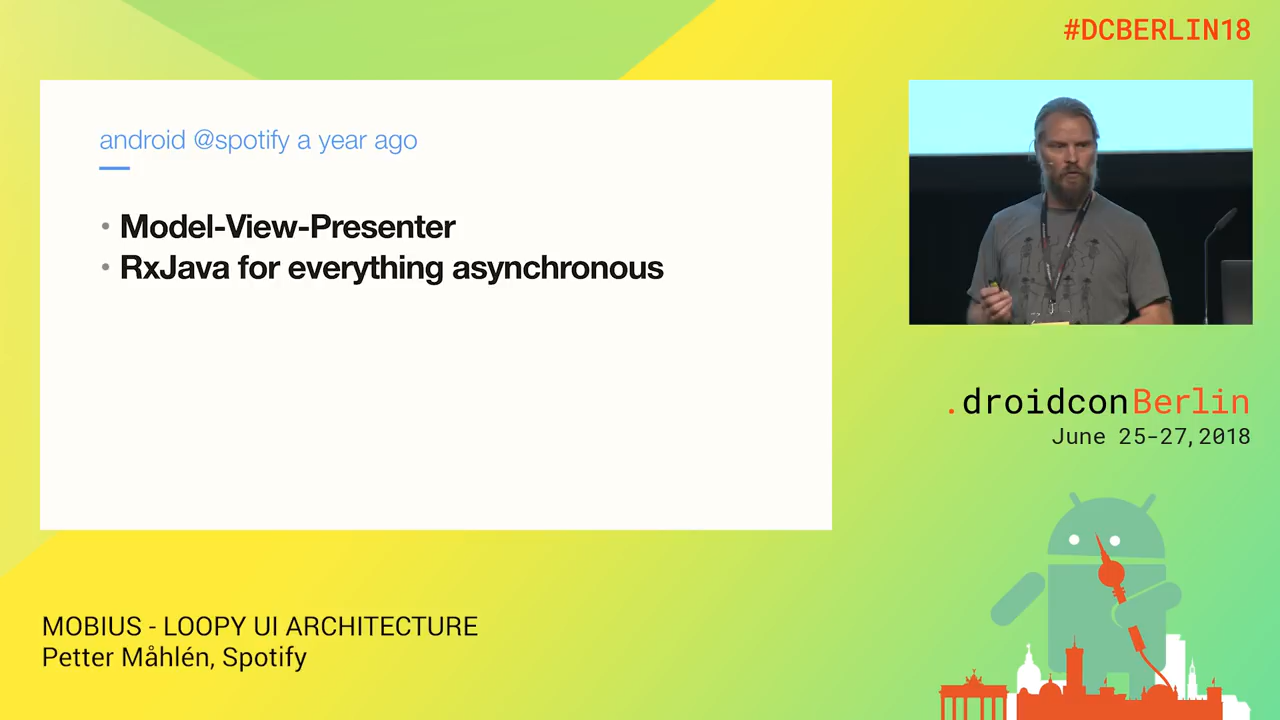 #DCBERLIN18
android @spotify a year ago
• Model-View-Presenter
• RxJava for everything asynchronous
.droidconBerlin
June 25-27,2018
MOBIUS - LOOPY UI ARCHITECTURE
Petter Måhlén, Spotify